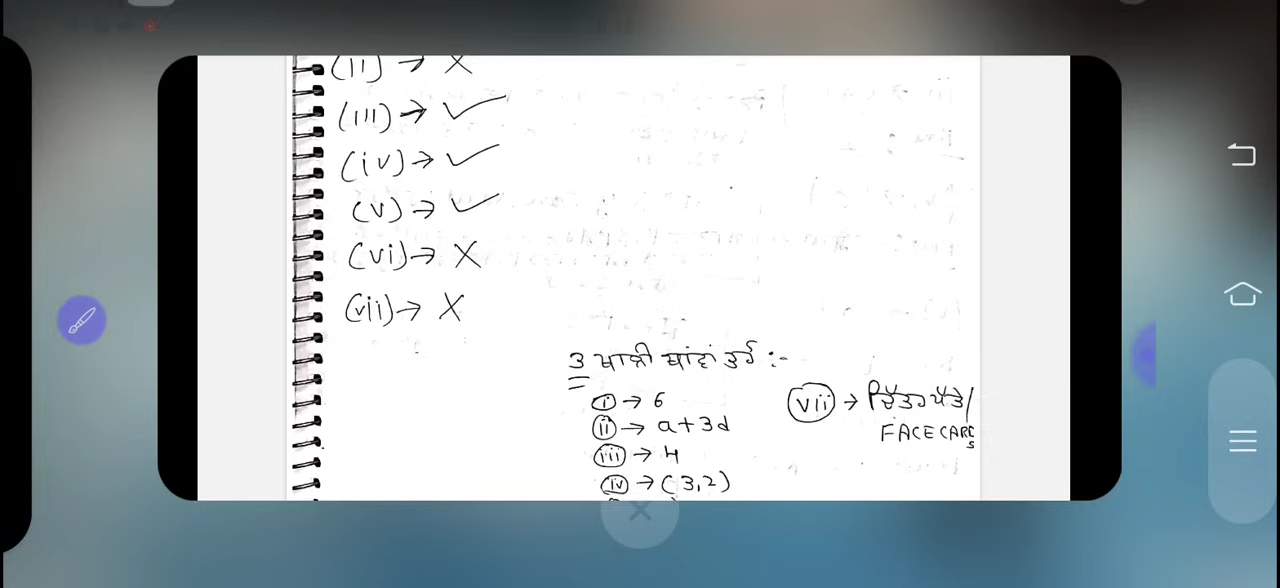 (ii) → X
(iii) → ✓
(iv) → ✓
(v) → ✓
(vi) → X
(vii) → X
3 ਖਾਲੀ ਥਾਂਵਾਂ ਭਰੋ :-
(i) → 6
(ii) → a+3d
(iii) → 4
(iv) → (3,2)
(vii) → ਚਿੱਤਰ ਪੱਤੇ/
FACE CARDS